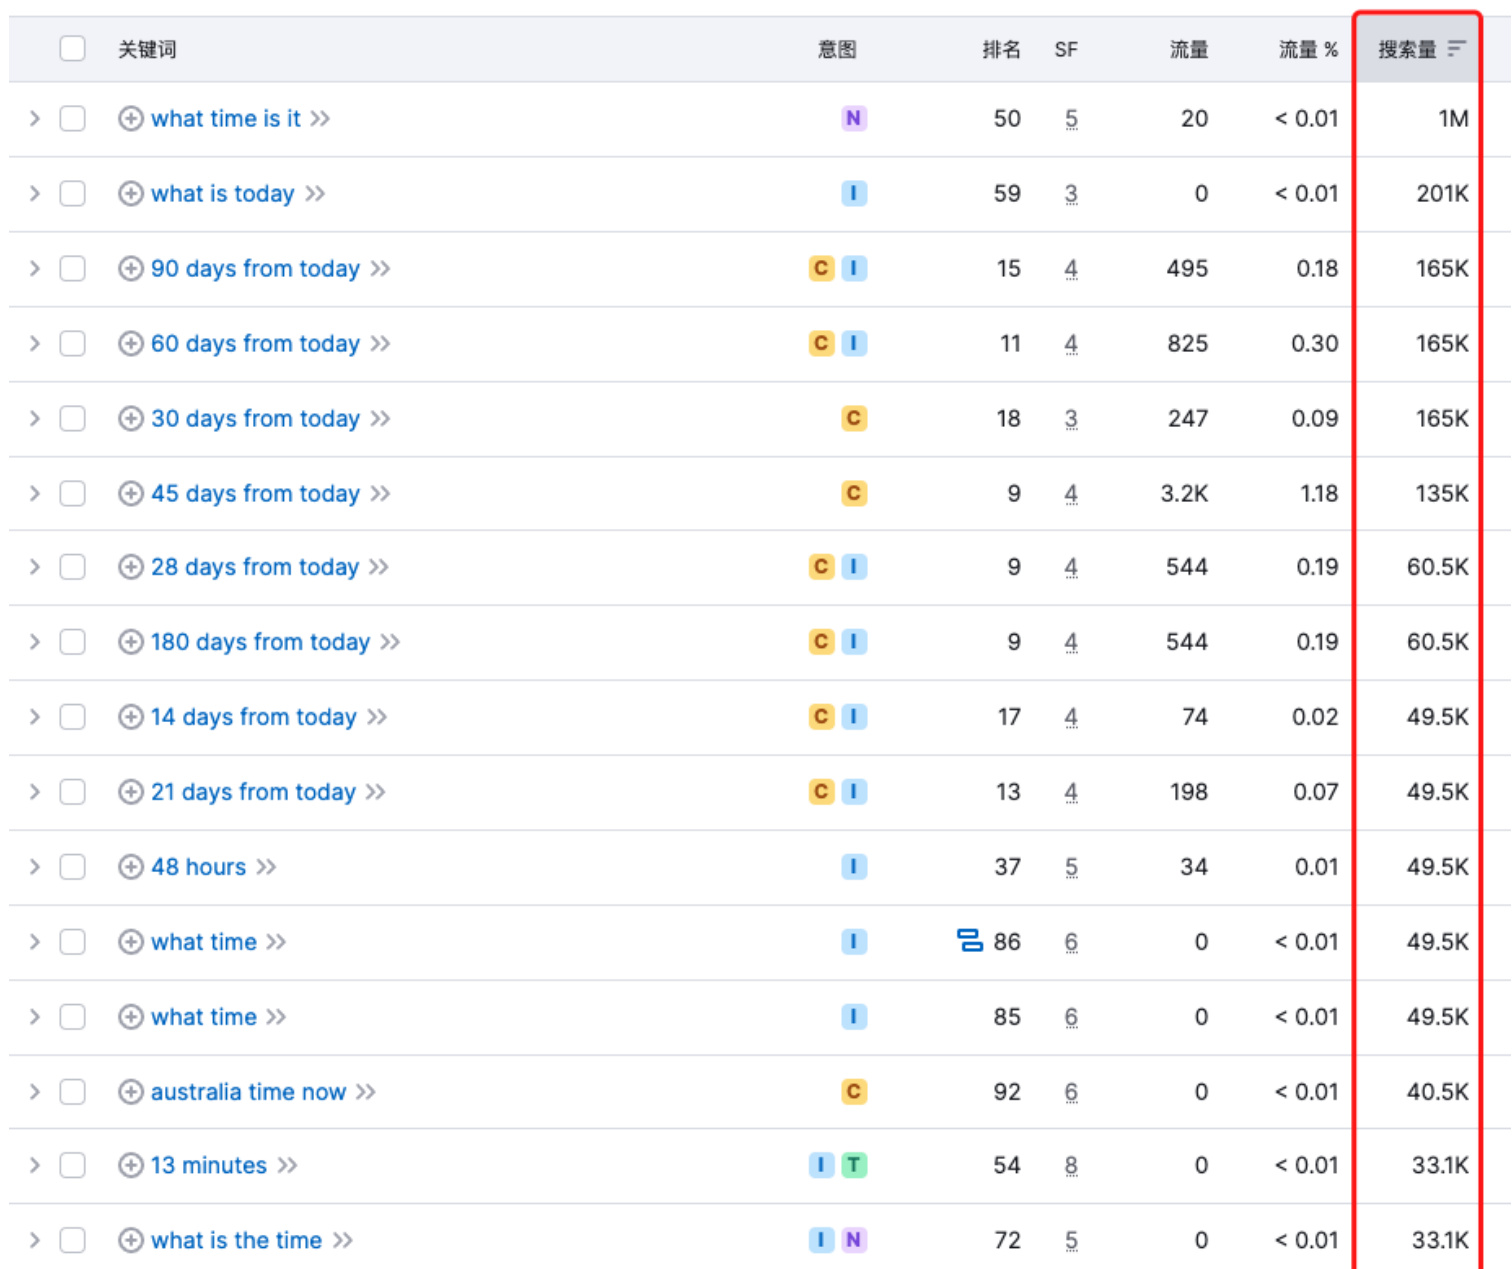 关键词 意图 排名 SF 流量 流量 % 搜索量
what time is it N 50 5 20 < 0.01 1M
what is today I 59 3 0 < 0.01 201K
90 days from today C I 15 4 495 0.18 165K
60 days from today C I 11 4 825 0.30 165K
30 days from today C 18 3 247 0.09 165K
45 days from today C 9 4 3.2K 1.18 135K
28 days from today C I 9 4 544 0.19 60.5K
180 days from today C I 9 4 544 0.19 60.5K
14 days from today C I 17 4 74 0.02 49.5K
21 days from today C I 13 4 198 0.07 49.5K
48 hours I 37 5 34 0.01 49.5K
what time I 86 6 0 < 0.01 49.5K
what time I 85 6 0 < 0.01 49.5K
australia time now C 92 6 0 < 0.01 40.5K
13 minutes I T 54 8 0 < 0.01 33.1K
what is the time I N 72 5 0 < 0.01 33.1K